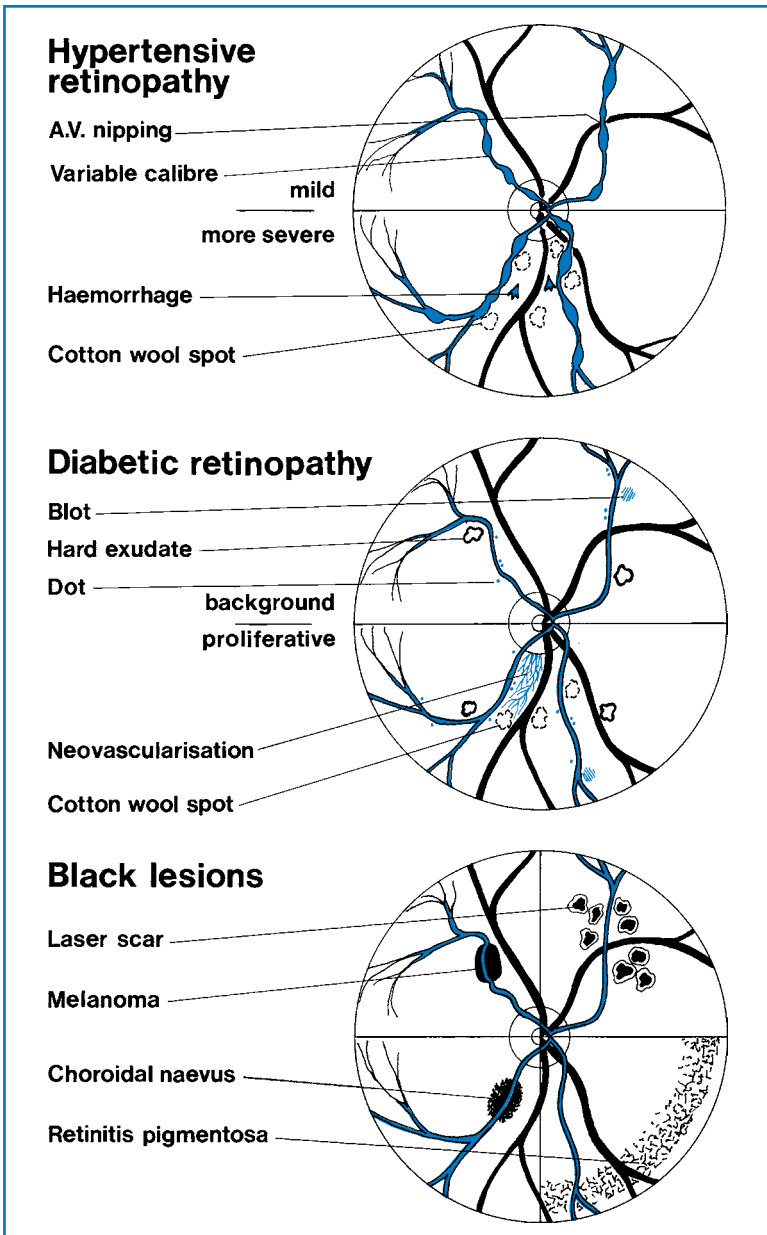 Hypertensive
retinopathy
A.V. nipping
Variable calibre
mild
more severe
Haemorrhage
Cotton wool spot
Diabetic retinopathy
Blot
Hard exudate
Dot
background
proliferative
Neovascularisation
Cotton wool spot
Black lesions
Laser scar
Melanoma
Choroidal naevus
Retinitis pigmentosa